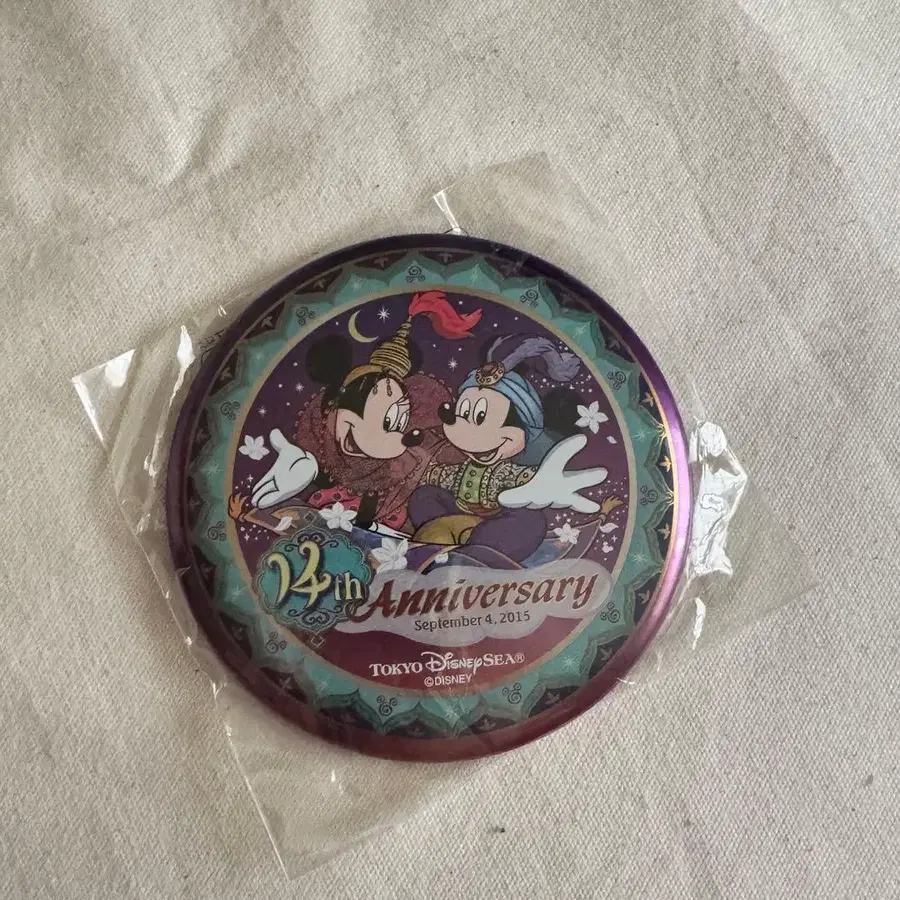 14th Anniversary
September 4, 2015
TOKYO DISNEYSEA®
©DISNEY